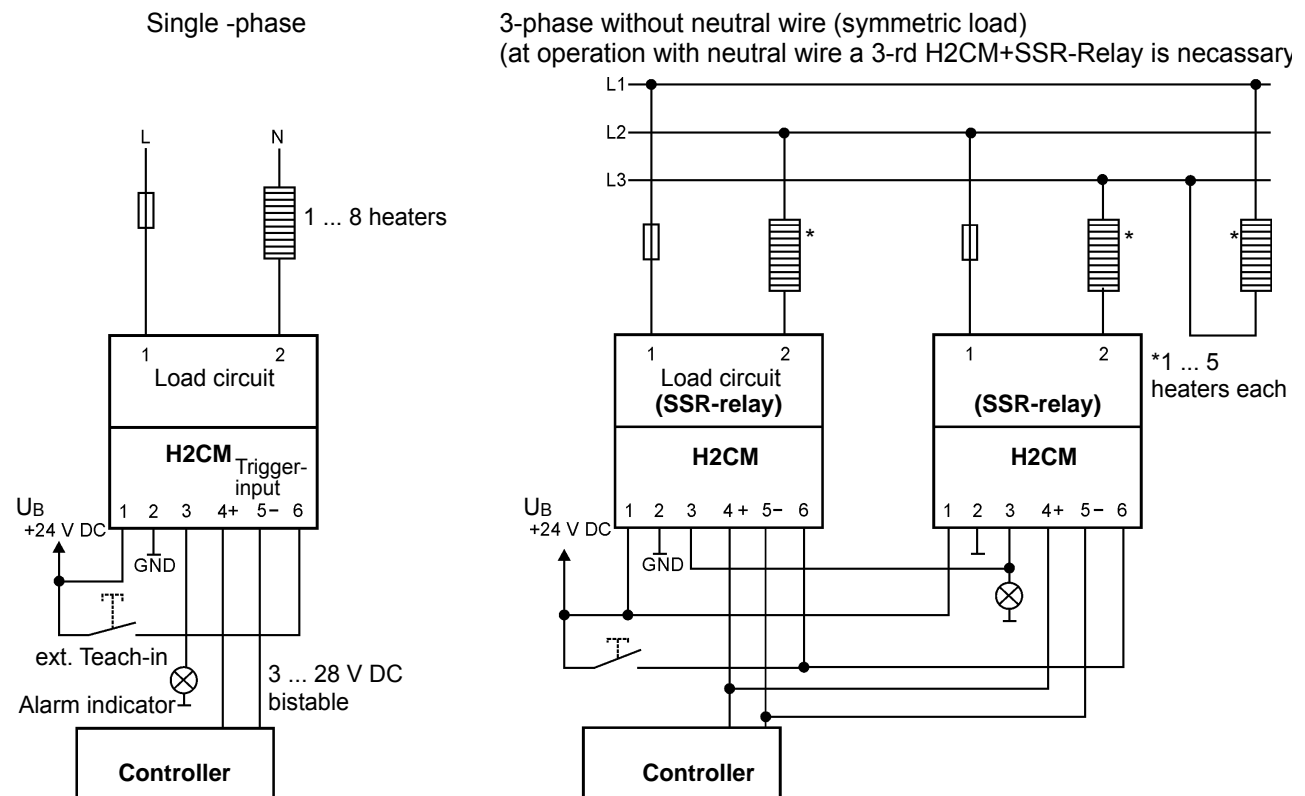 Single -phase
3-phase without neutral wire (symmetric load)
(at operation with neutral wire a 3-rd H2CM+SSR-Relay is necassary
L N
1 ... 8 heaters
1 2
Load circuit
H2CM
Trigger-
input
UB
+24 V DC
1 2 3 4+ 5- 6
GND
ext. Teach-in
Alarm indicator
3 ... 28 V DC
bistable
Controller
L1
L2
L3
* * *
1 2
Load circuit
(SSR-relay)
H2CM
UB
+24 V DC
1 2 3 4+ 5- 6
GND
1 2
(SSR-relay)
H2CM
1 2 3 4+ 5- 6
*1 ... 5
heaters each
Controller